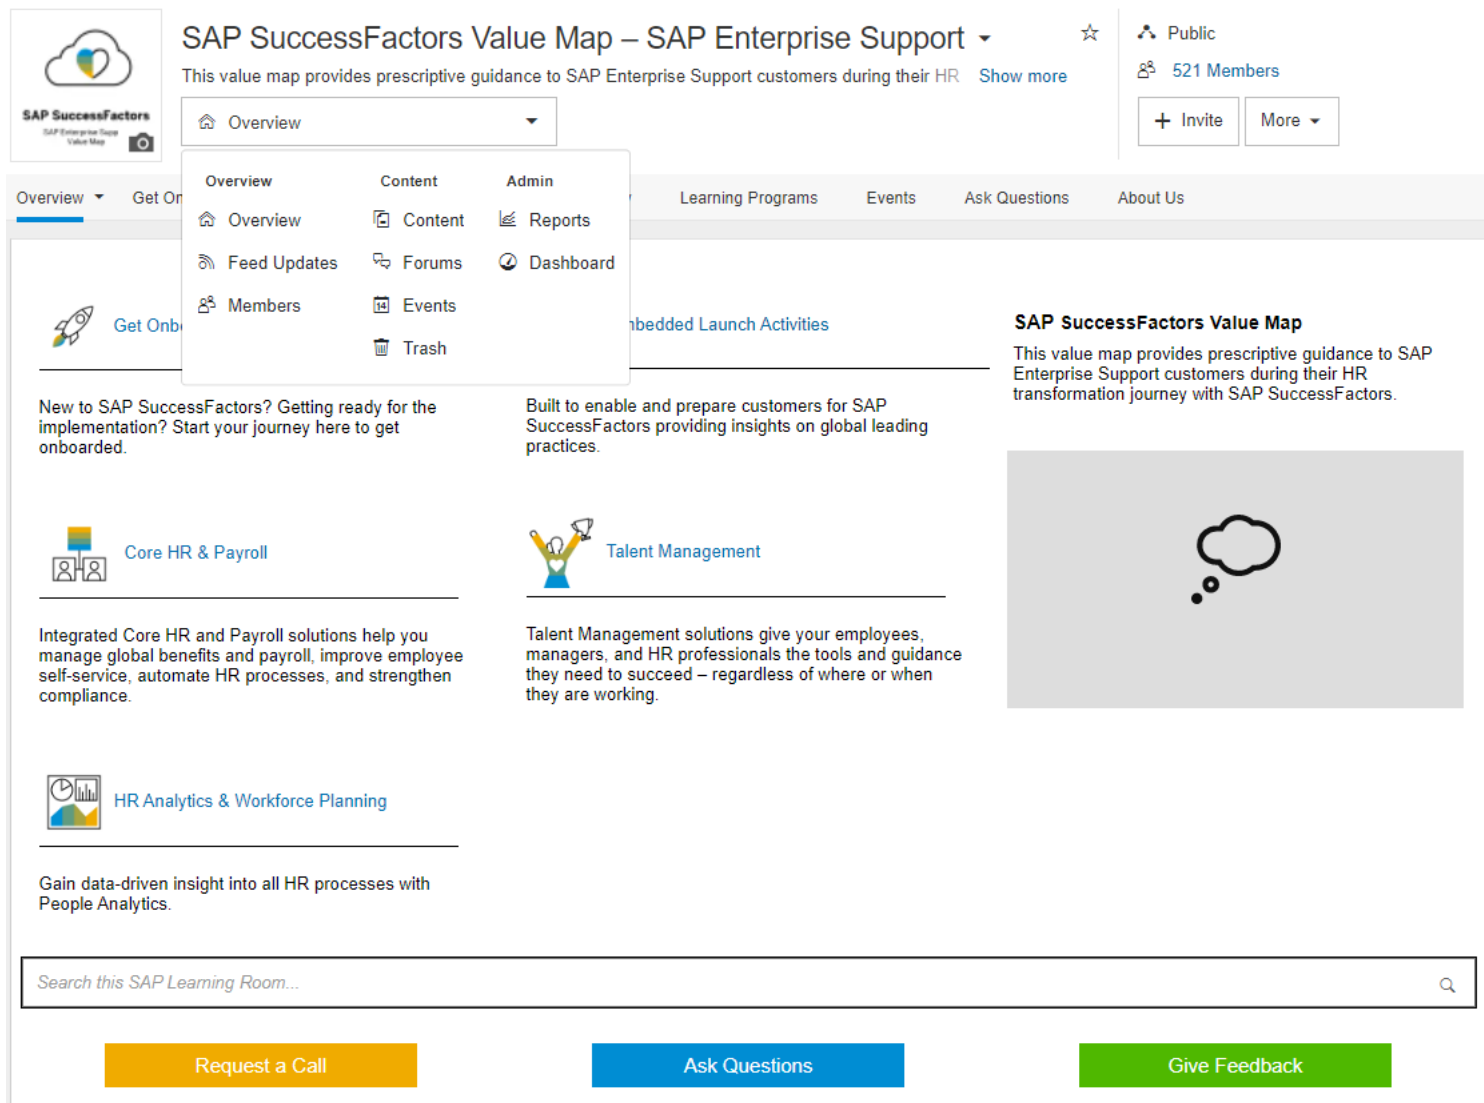 SAP SuccessFactors Value Map – SAP Enterprise Support
This value map provides prescriptive guidance to SAP Enterprise Support customers during their HR Show more
SAP SuccessFactors
SAP Enterprise Supp
Value Map
Overview
Public
521 Members
Invite
More
Overview
Content
Admin
Overview
Content
Reports
Feed Updates
Forums
Dashboard
Members
14
Events
Trash
Overview
Get On
Learning Programs
Events
Ask Questions
About Us
Get Onb
bedded Launch Activities
New to SAP SuccessFactors? Getting ready for the
implementation? Start your journey here to get
onboarded.
Built to enable and prepare customers for SAP
SuccessFactors providing insights on global leading
practices.
SAP SuccessFactors Value Map
This value map provides prescriptive guidance to SAP
Enterprise Support customers during their HR
transformation journey with SAP SuccessFactors.
Core HR & Payroll
Talent Management
Integrated Core HR and Payroll solutions help you
manage global benefits and payroll, improve employee
self-service, automate HR processes, and strengthen
compliance.
Talent Management solutions give your employees,
managers, and HR professionals the tools and guidance
they need to succeed – regardless of where or when
they are working.
HR Analytics & Workforce Planning
Gain data-driven insight into all HR processes with
People Analytics.
Search this SAP Learning Room...
Request a Call
Ask Questions
Give Feedback